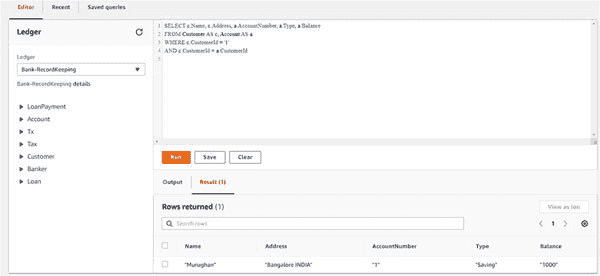 Editor Recent Saved queries
Ledger
Ledger
Bank-RecordKeeping
Bank-RecordKeeping details
LoanPayment
Account
Tx
Tax
Customer
Banker
Loan
1 SELECT c.Name, c.Address, a.AccountNumber, a.Type, a.Balance
2 FROM Customer AS c, Account AS a
3 WHERE c.CustomerId = '1'
4 AND c.CustomerId = a.CustomerId
5
Run Save Clear
Output Result (1)
Rows returned (1) View as Ion
Search rows
1
Name Address AccountNumber Type Balance
"Murughan" "Bangalore INDIA" "1" "Saving" "1000"